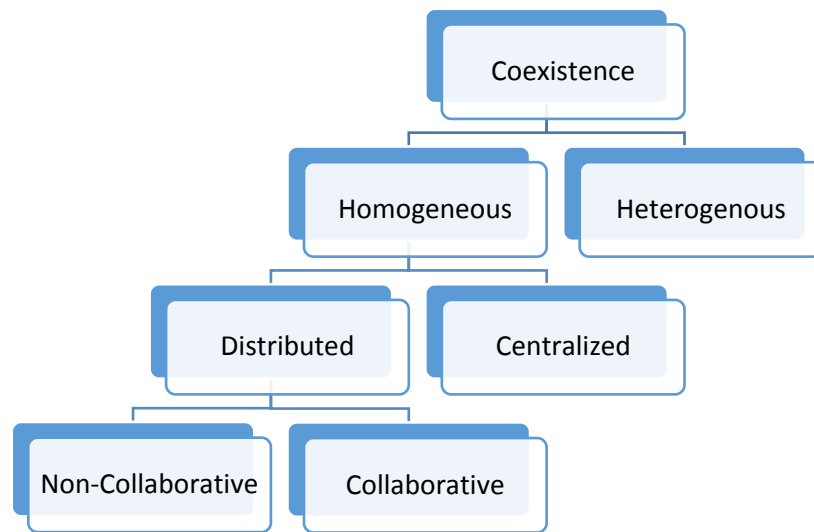 Coexistence
Homogeneous
Heterogenous
Distributed
Centralized
Non-Collaborative
Collaborative